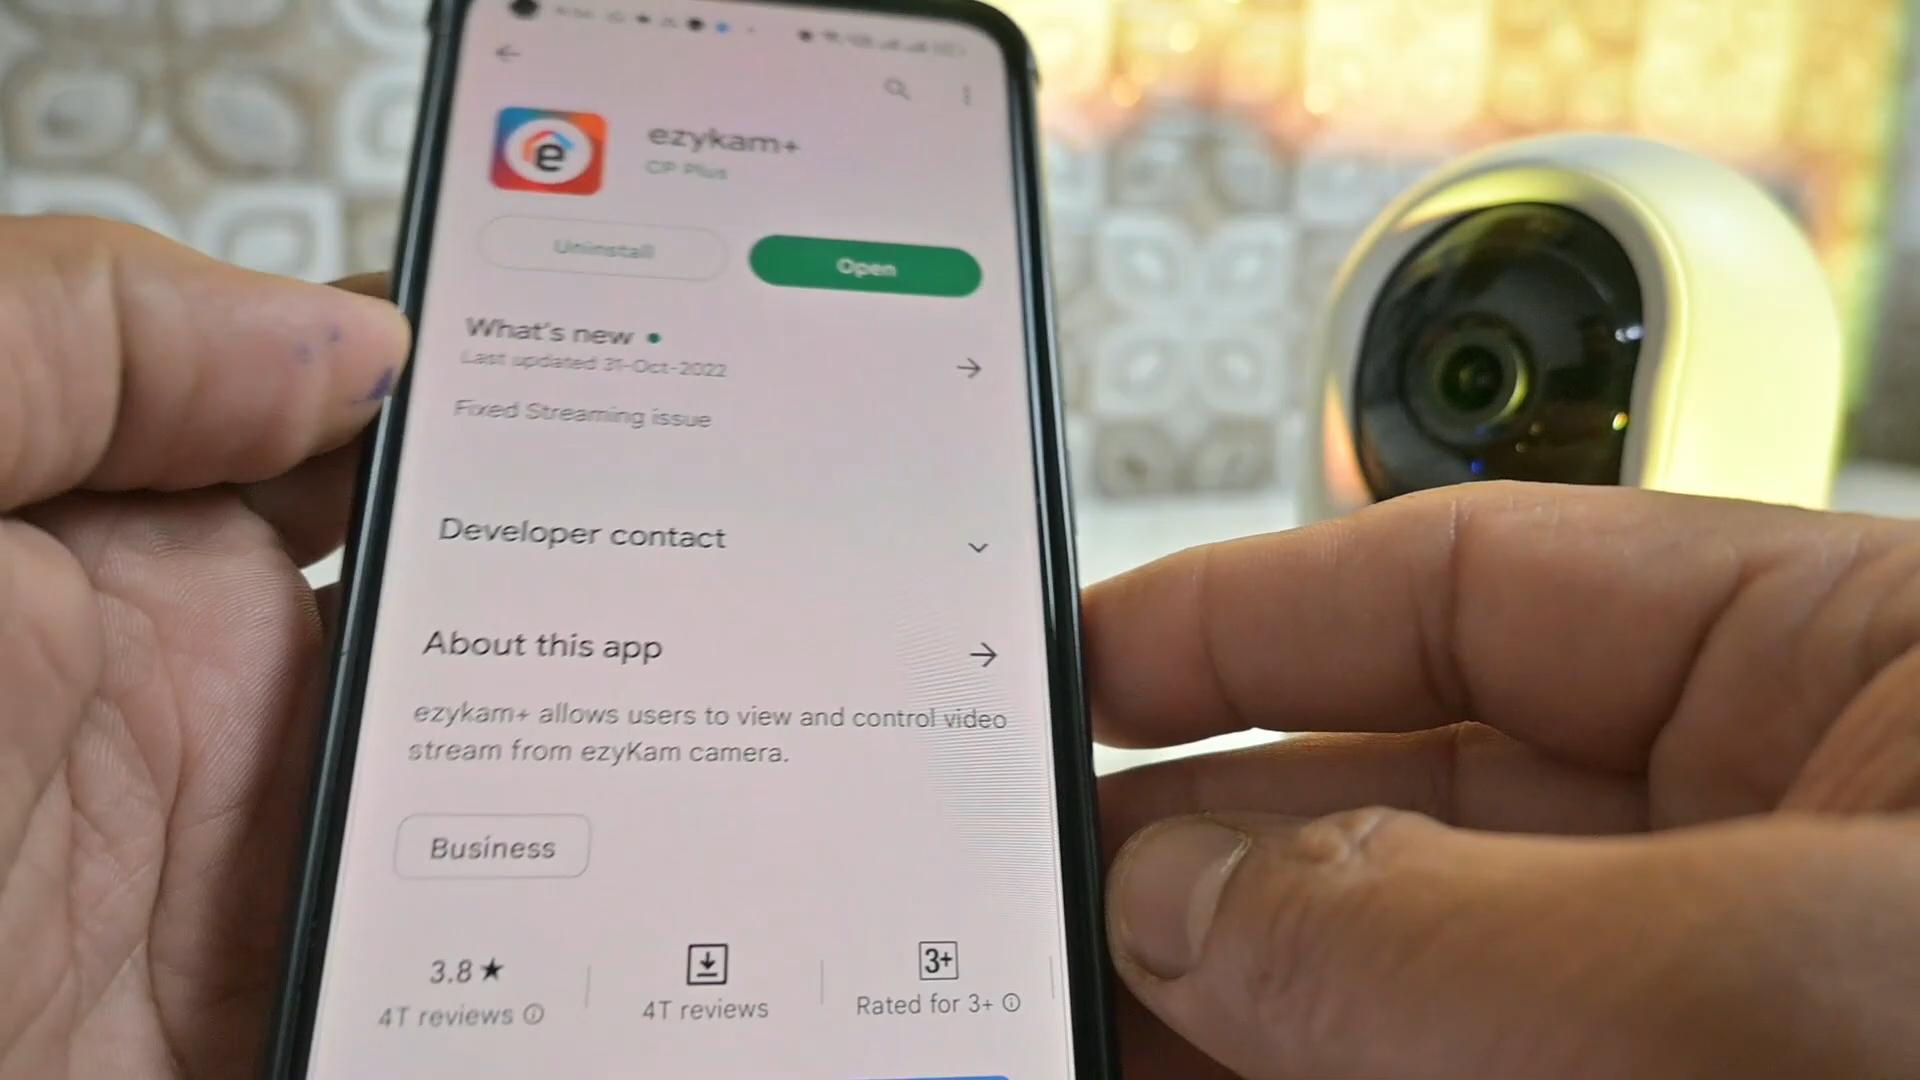 ezykam+
CP Plus
Uninstall
Open
What's new
Last updated 31-Oct-2022
Fixed Streaming issue
Developer contact
About this app
ezykam+ allows users to view and control video
stream from ezyKam camera.
Business
3.8 ★
4T reviews
4T reviews
3+
Rated for 3+